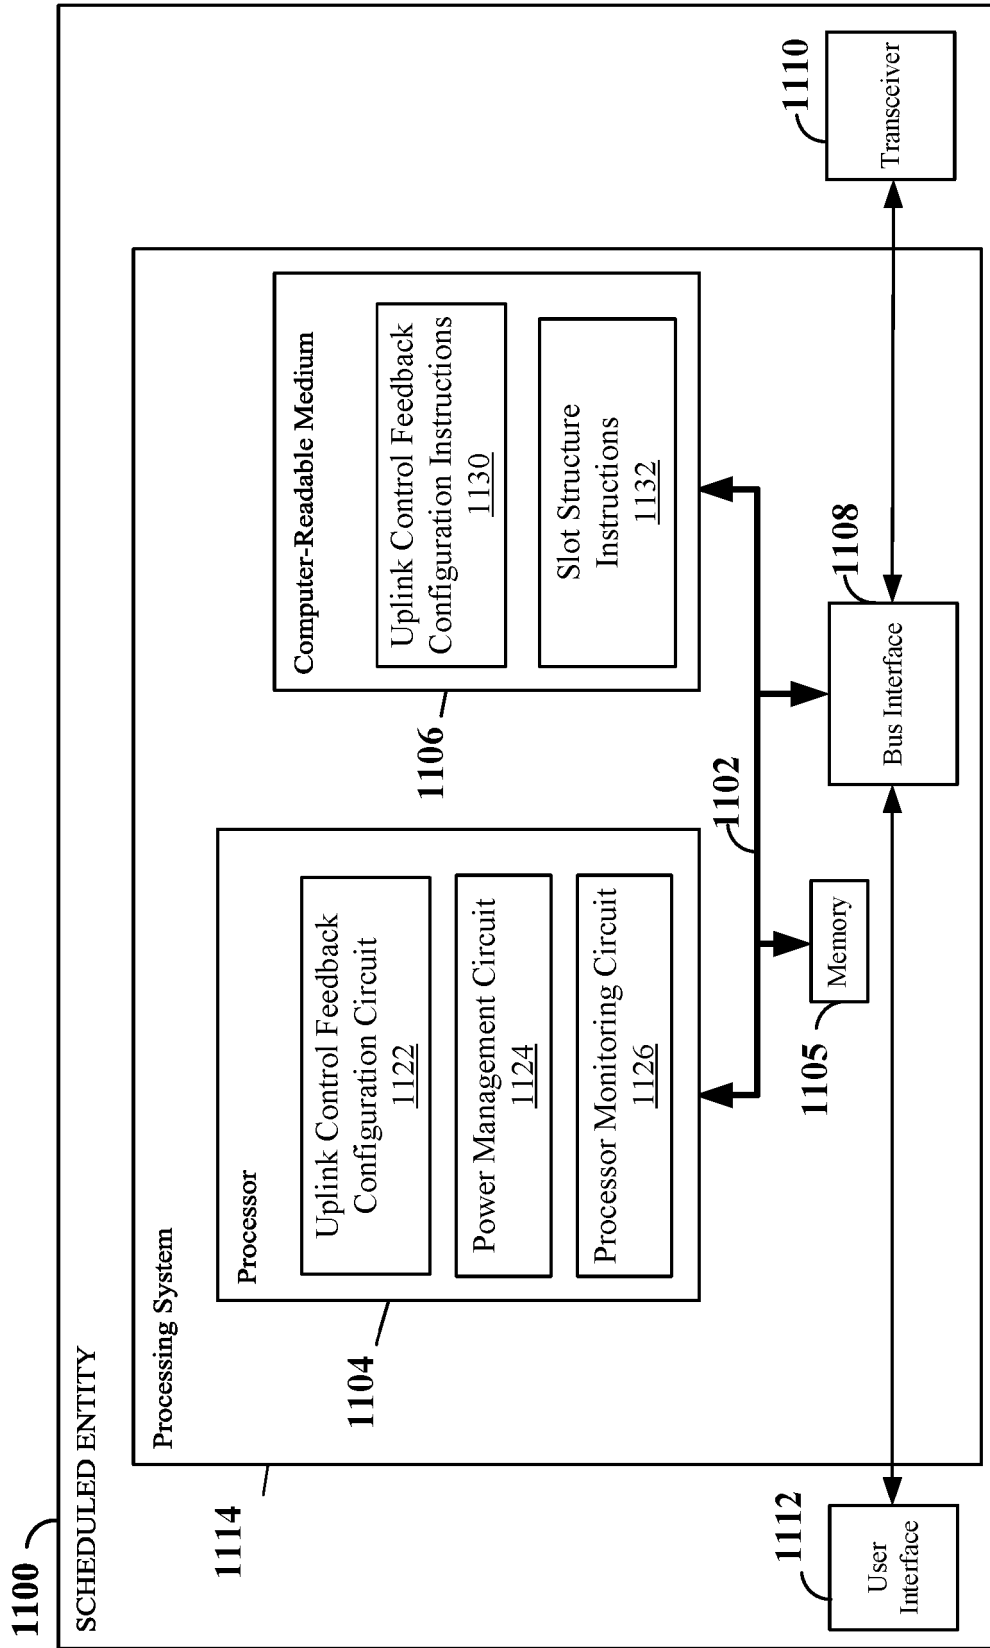 1100
SCHEDULED ENTITY
1114
Processing System
1104
Processor
Uplink Control Feedback
Configuration Circuit
1122
Power Management Circuit
1124
Processor Monitoring Circuit
1126
1106
Computer-Readable Medium
Uplink Control Feedback
Configuration Instructions
1130
Slot Structure
Instructions
1132
1102
1105
Memory
1108
Bus Interface
1112
User
Interface
1110
Transceiver